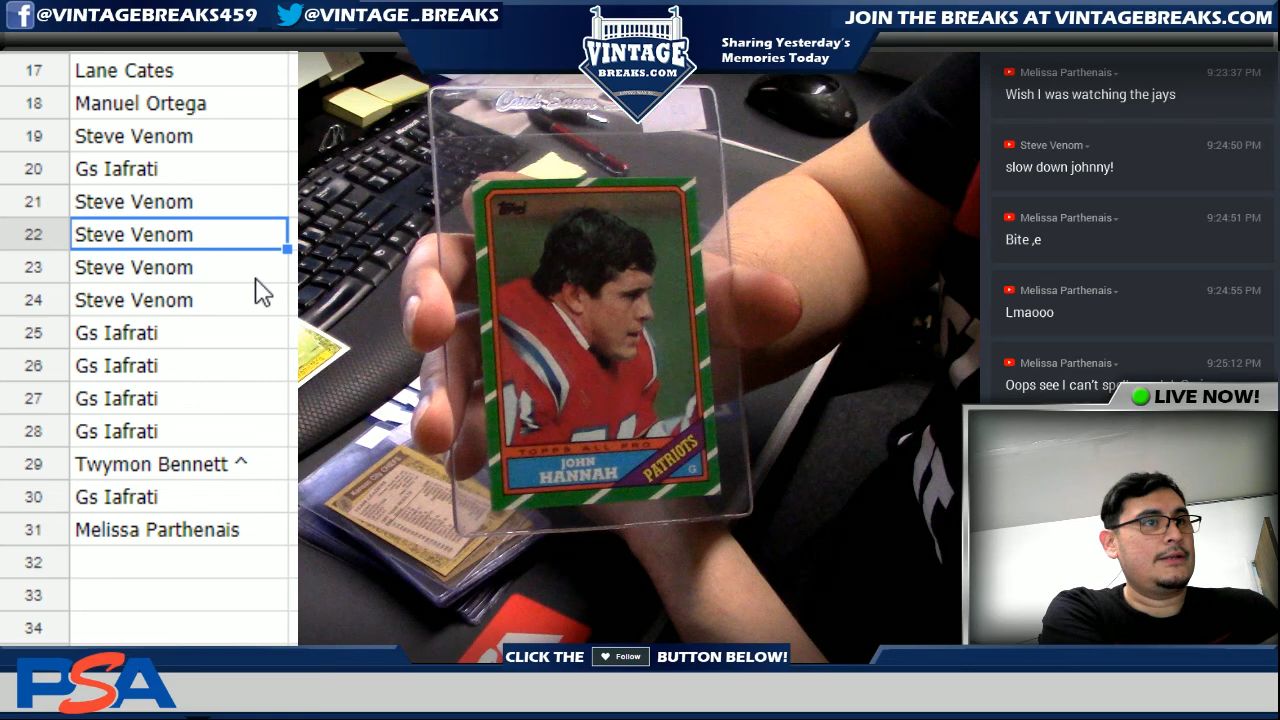 @VINTAGEBREAKS459
@VINTAGE_BREAKS
VINTAGE
BREAKS.COM
Sharing Yesterday's
Memories Today
JOIN THE BREAKS AT VINTAGEBREAKS.COM
17 Lane Cates
18 Manuel Ortega
19 Steve Venom
20 Gs Iafrati
21 Steve Venom
22 Steve Venom
23 Steve Venom
24 Steve Venom
25 Gs Iafrati
26 Gs Iafrati
27 Gs Iafrati
28 Gs Iafrati
29 Twymon Bennett ^
30 Gs Iafrati
31 Melissa Parthenais
32
33
34
Topps
TOPPS ALL PRO
JOHN
HANNAH
PATRIOTS
G
Kansas City Chiefs
Melissa Parthenais 9:23:37 PM
Wish I was watching the jays
Steve Venom 9:24:50 PM
slow down johnny!
Melissa Parthenais 9:24:51 PM
Bite ,e
Melissa Parthenais 9:24:55 PM
Lmaooo
Melissa Parthenais 9:25:12 PM
Oops see I can't
LIVE NOW!
CLICK THE Follow BUTTON BELOW!
PSA